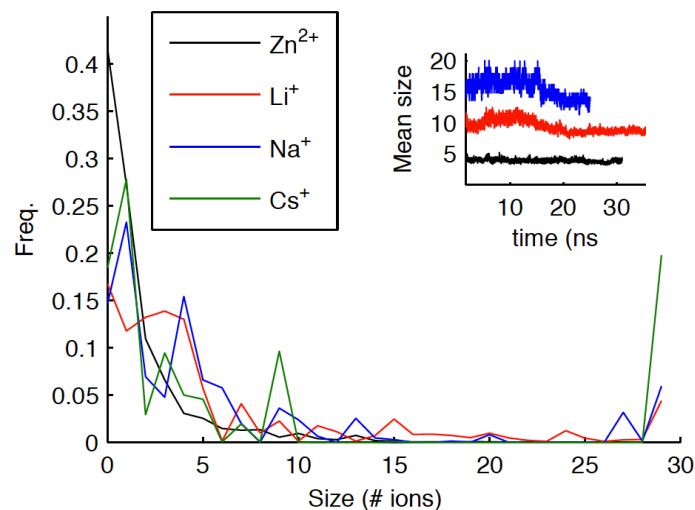 Zn2+
Li+
Na+
Cs+
Freq.
0.4
0.35
0.3
0.25
0.2
0.15
0.1
0.05
0
0 5 10 15 20 25 30
Size (# ions)
Mean size
20
15
10
5
10 20 30
time (ns